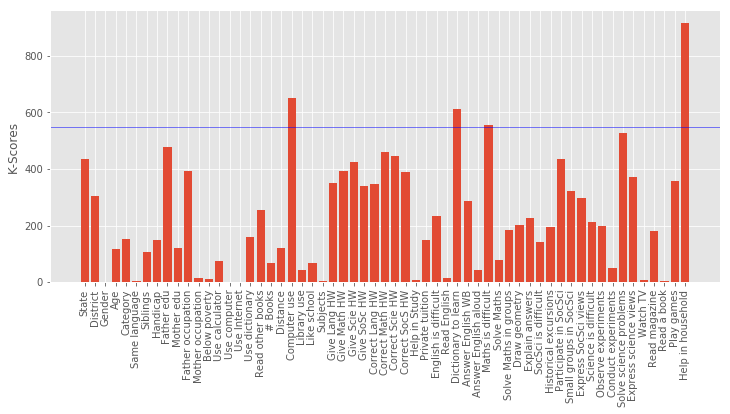 K-Scores
800
600
400
200
0
State
District
Gender
Age
Category
Same language
Siblings
Handicap
Father edu
Mother edu
Father occupation
Mother occupation
Below poverty
Use calculator
Use computer
Use Internet
Use dictionary
Read other books
# Books
Distance
Computer use
Library use
Like school
Subjects
Give Lang HW
Give Math HW
Give Scie HW
Give SoSc HW
Correct Lang HW
Correct Math HW
Correct Scie HW
Correct SocS HW
Help in Study
Private tuition
English is difficult
Read English
Dictionary to learn
Answer English WB
Answer English aloud
Maths is difficult
Solve Maths
Solve Maths in groups
Draw geometry
Explain answers
SocSci is difficult
Historical excursions
Participate in SocSci
Small groups in SocSci
Express SocSci views
Science is difficult
Observe experiments
Conduct experiments
Solve science problems
Express science views
Watch TV
Read magazine
Read a book
Play games
Help in household